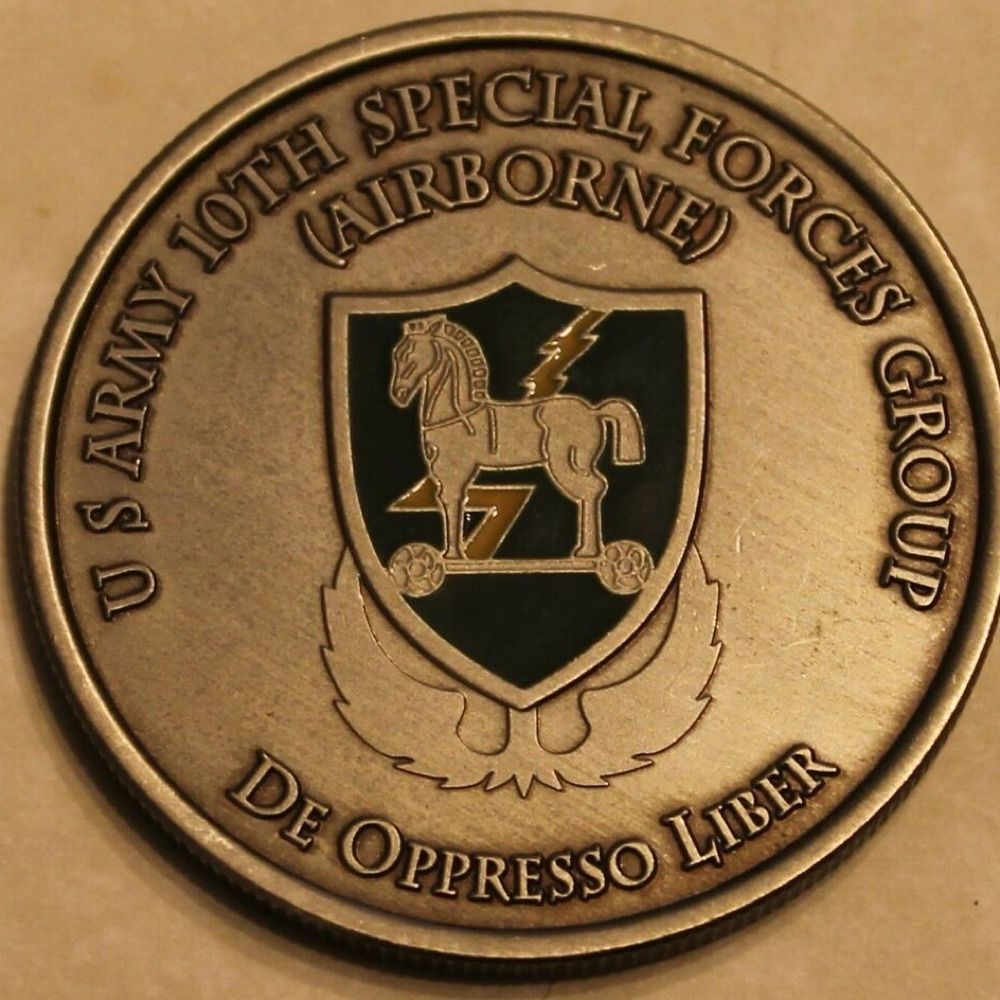 U S ARMY 10TH SPECIAL FORCES GROUP
(AIRBORNE)
DE OPPRESSO LIBER